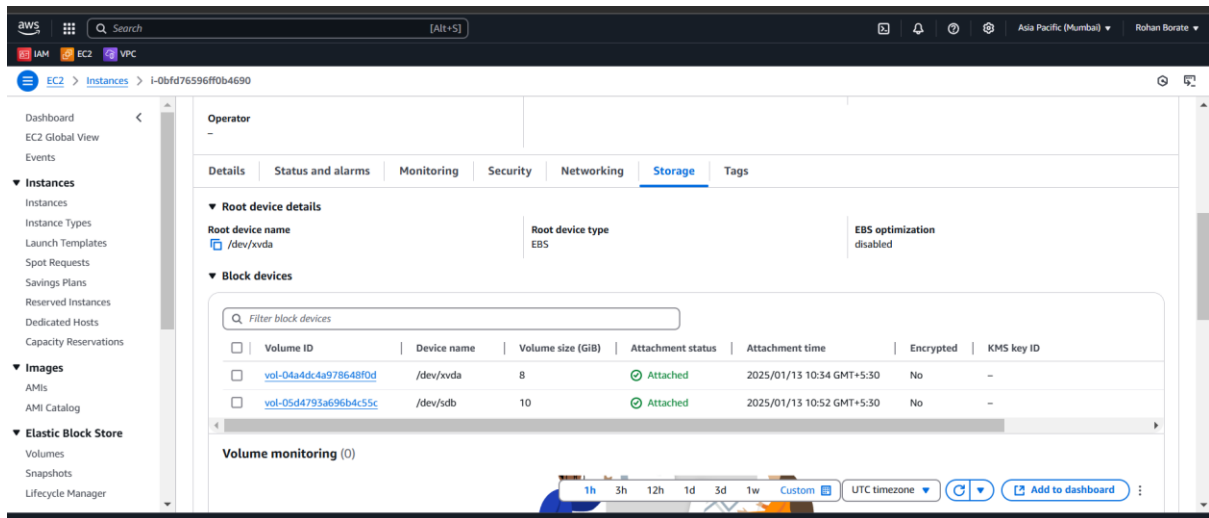 aws
Search [Alt+S]
Asia Pacific (Mumbai) Rohan Borate
IAM EC2 VPC
EC2 > Instances > i-0bfd76596ff0b4690
Dashboard
EC2 Global View
Events
Instances
Instances
Instance Types
Launch Templates
Spot Requests
Savings Plans
Reserved Instances
Dedicated Hosts
Capacity Reservations
Images
AMIs
AMI Catalog
Elastic Block Store
Volumes
Snapshots
Lifecycle Manager
Operator
–
Details Status and alarms Monitoring Security Networking Storage Tags
Root device details
Root device name Root device type EBS optimization
/dev/xvda EBS disabled
Block devices
Filter block devices
Volume ID Device name Volume size (GiB) Attachment status Attachment time Encrypted KMS key ID
vol-04a4dc4a978648f0d /dev/xvda 8 Attached 2025/01/13 10:34 GMT+5:30 No –
vol-05d4793a696b4c55c /dev/sdb 10 Attached 2025/01/13 10:52 GMT+5:30 No –
Volume monitoring (0)
1h 3h 12h 1d 3d 1w Custom UTC timezone Add to dashboard